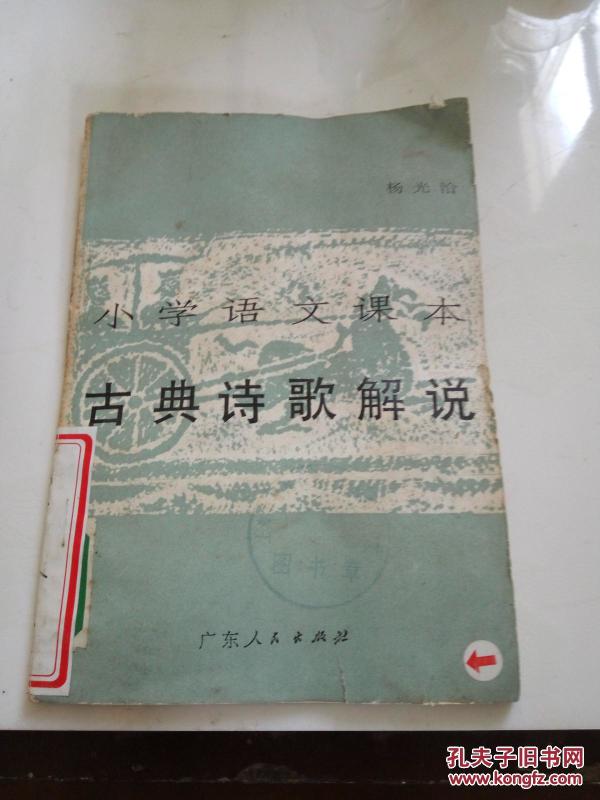 杨光治
小学语文课本
古典诗歌解说
图书章
广东人民出版社
孔夫子旧书网
www.kongfz.com